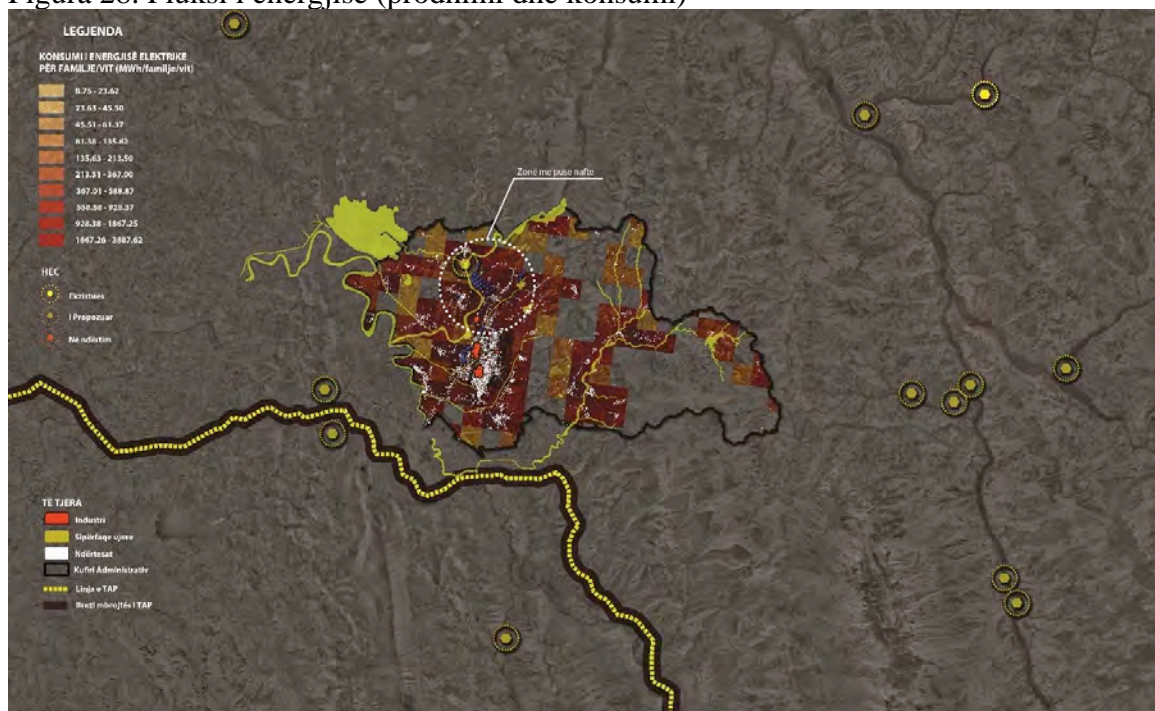 Figura 28. Fluksi i energjisë (prodhimi dhe konsumi)
LEGJENDA
KONSUMI I ENERGJISË ELEKTRIKE
PËR FAMILJE/VIT (MWh/familje/vit)
8.75 - 23.62
23.63 - 45.50
45.51 - 81.37
81.38 - 135.62
135.63 - 213.50
213.51 - 367.00
367.01 - 588.87
588.88 - 928.37
928.38 - 1867.25
1867.26 - 3887.62
Zonë me puse nafte
HEC
Ekzistues
I Propozuar
Në ndërtim
TË TJERA
Industri
Sipërfaqe ujore
Ndërtesat
Kufiri Administrativ
Linja e TAP
Brezi mbrojtës i TAP